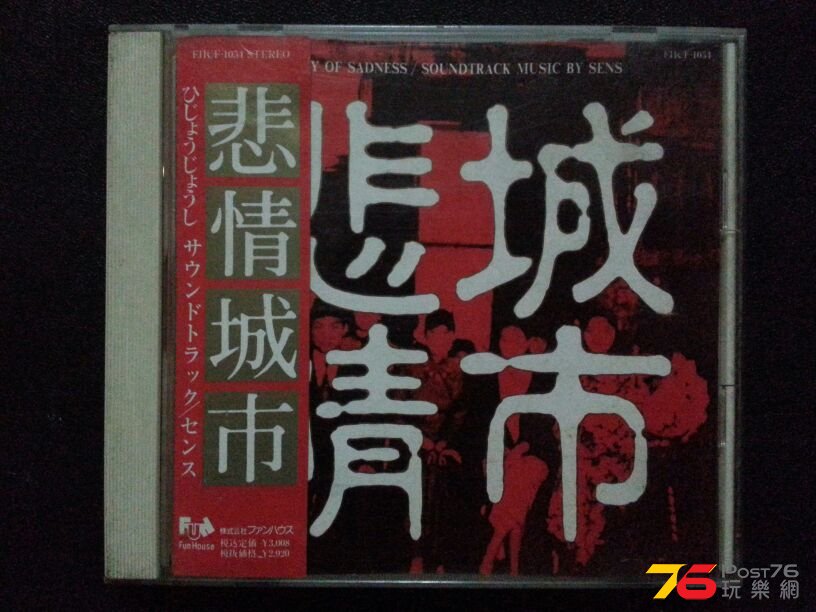 FHCF-1051 STEREO
悲情城市
ひじょうじょうし サウンドトラック/センス
FUN
Fun House
株式会社ファンハウス
税込定価 ¥3,008
税抜価格 ¥2,920
Y OF SADNESS / SOUNDTRACK MUSIC BY SENS
FHCF-1051
悲情
城市
76 POST76
玩樂網